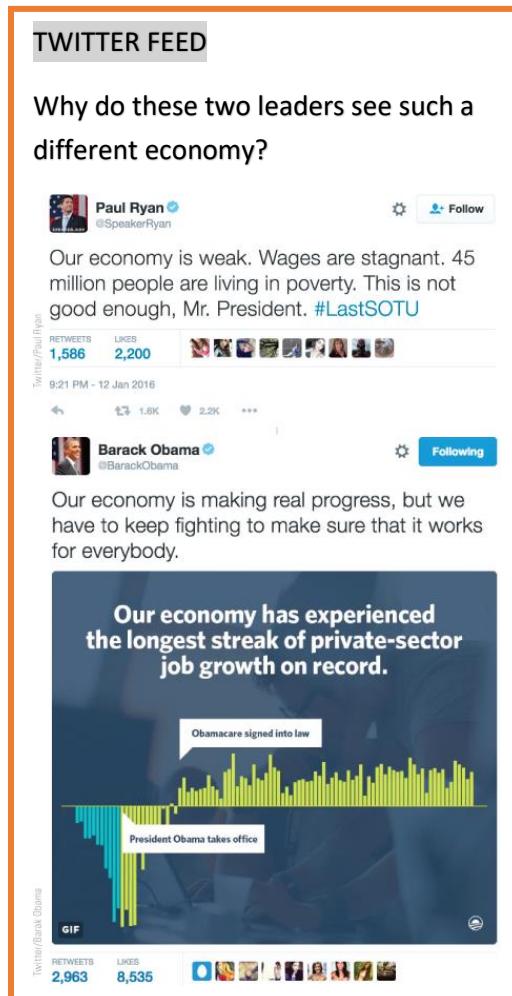 TWITTER FEED
Why do these two leaders see such a
different economy?
Paul Ryan
@SpeakerRyan
Follow
Our economy is weak. Wages are stagnant. 45
million people are living in poverty. This is not
good enough, Mr. President. #LastSOTU
RETWEETS LIKES
1,586 2,200
Twitter/Paul Ryan
9:21 PM - 12 Jan 2016
1.6K 2.2K
Barack Obama
@BarackObama
Following
Our economy is making real progress, but we
have to keep fighting to make sure that it works
for everybody.
Our economy has experienced
the longest streak of private-sector
job growth on record.
Obamacare signed into law
President Obama takes office
GIF
Twitter/Barak Obama
RETWEETS LIKES
2,963 8,535